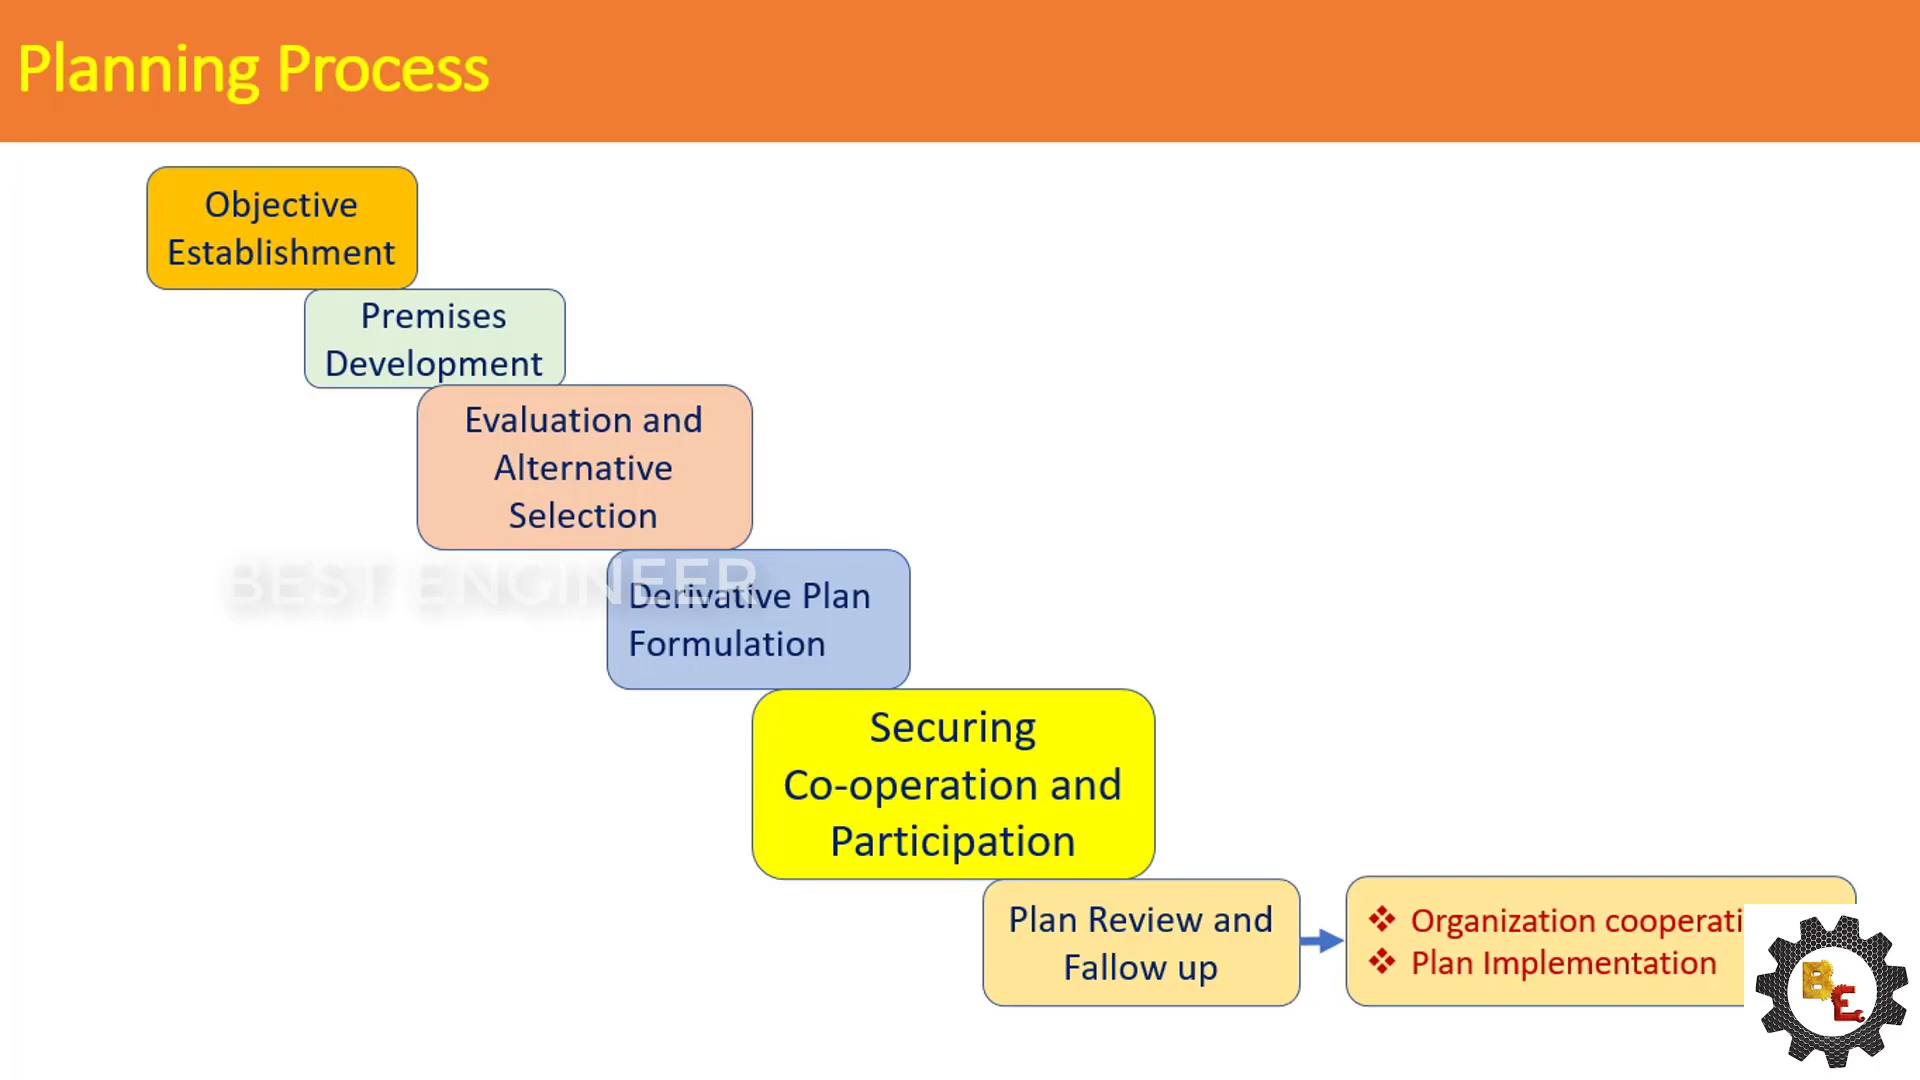 Planning Process
Objective
Establishment
Premises
Development
Evaluation and
Alternative
Selection
BEST ENGINEER
Derivative Plan
Formulation
Securing
Co-operation and
Participation
Plan Review and
Fallow up
❖ Organization cooperati
❖ Plan Implementation
BE